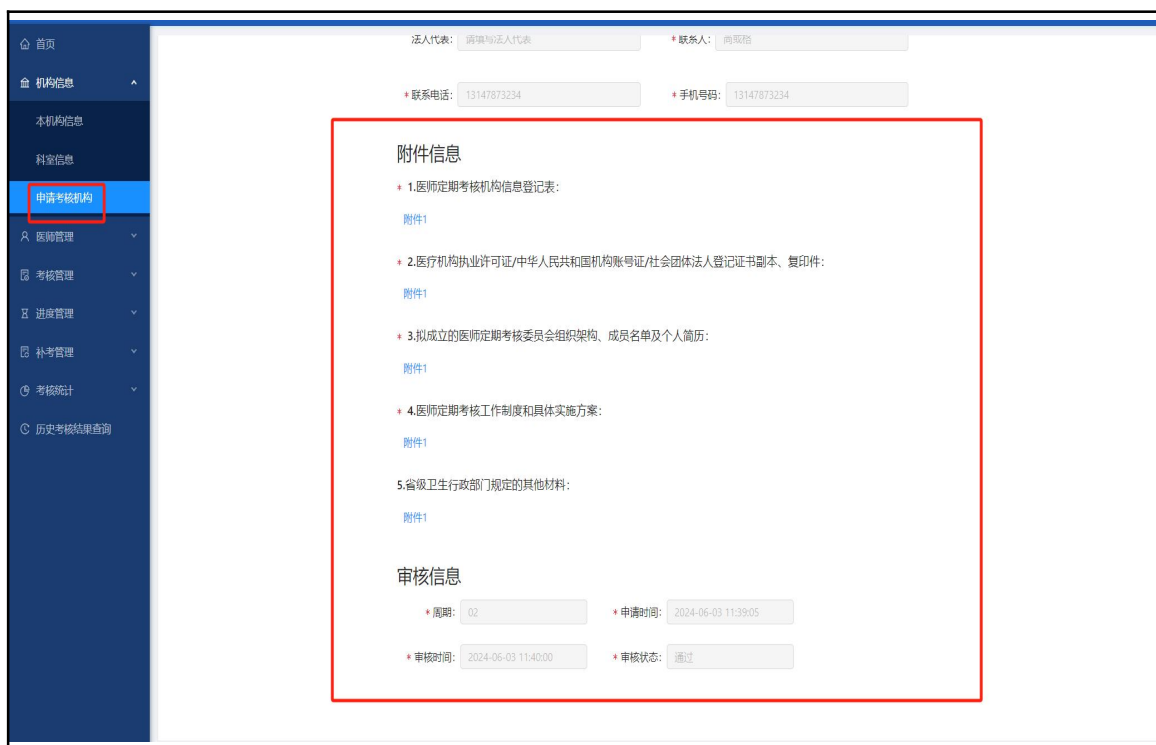 首页
机构信息
本机构信息
科室信息
申请考核机构
医师管理
考核管理
进度管理
补考管理
考核统计
历史考核结果查询
法人代表: 请填写法人代表 * 联系人:
* 联系电话: 13147873234 * 手机号码: 13147873234
附件信息
* 1.医师定期考核机构信息登记表:
附件1
* 2.医疗机构执业许可证/中华人民共和国机构账号证/社会团体法人登记证书副本、复印件:
附件1
* 3.拟成立的医师定期考核委员会组织架构、成员名单及个人简历:
附件1
* 4.医师定期考核工作制度和具体实施方案:
附件1
5.省级卫生行政部门规定的其他材料:
附件1
审核信息
* 周期: 02 * 申请时间: 2024-06-03 11:39:05
* 审核时间: 2024-06-03 11:40:00 * 审核状态: 通过